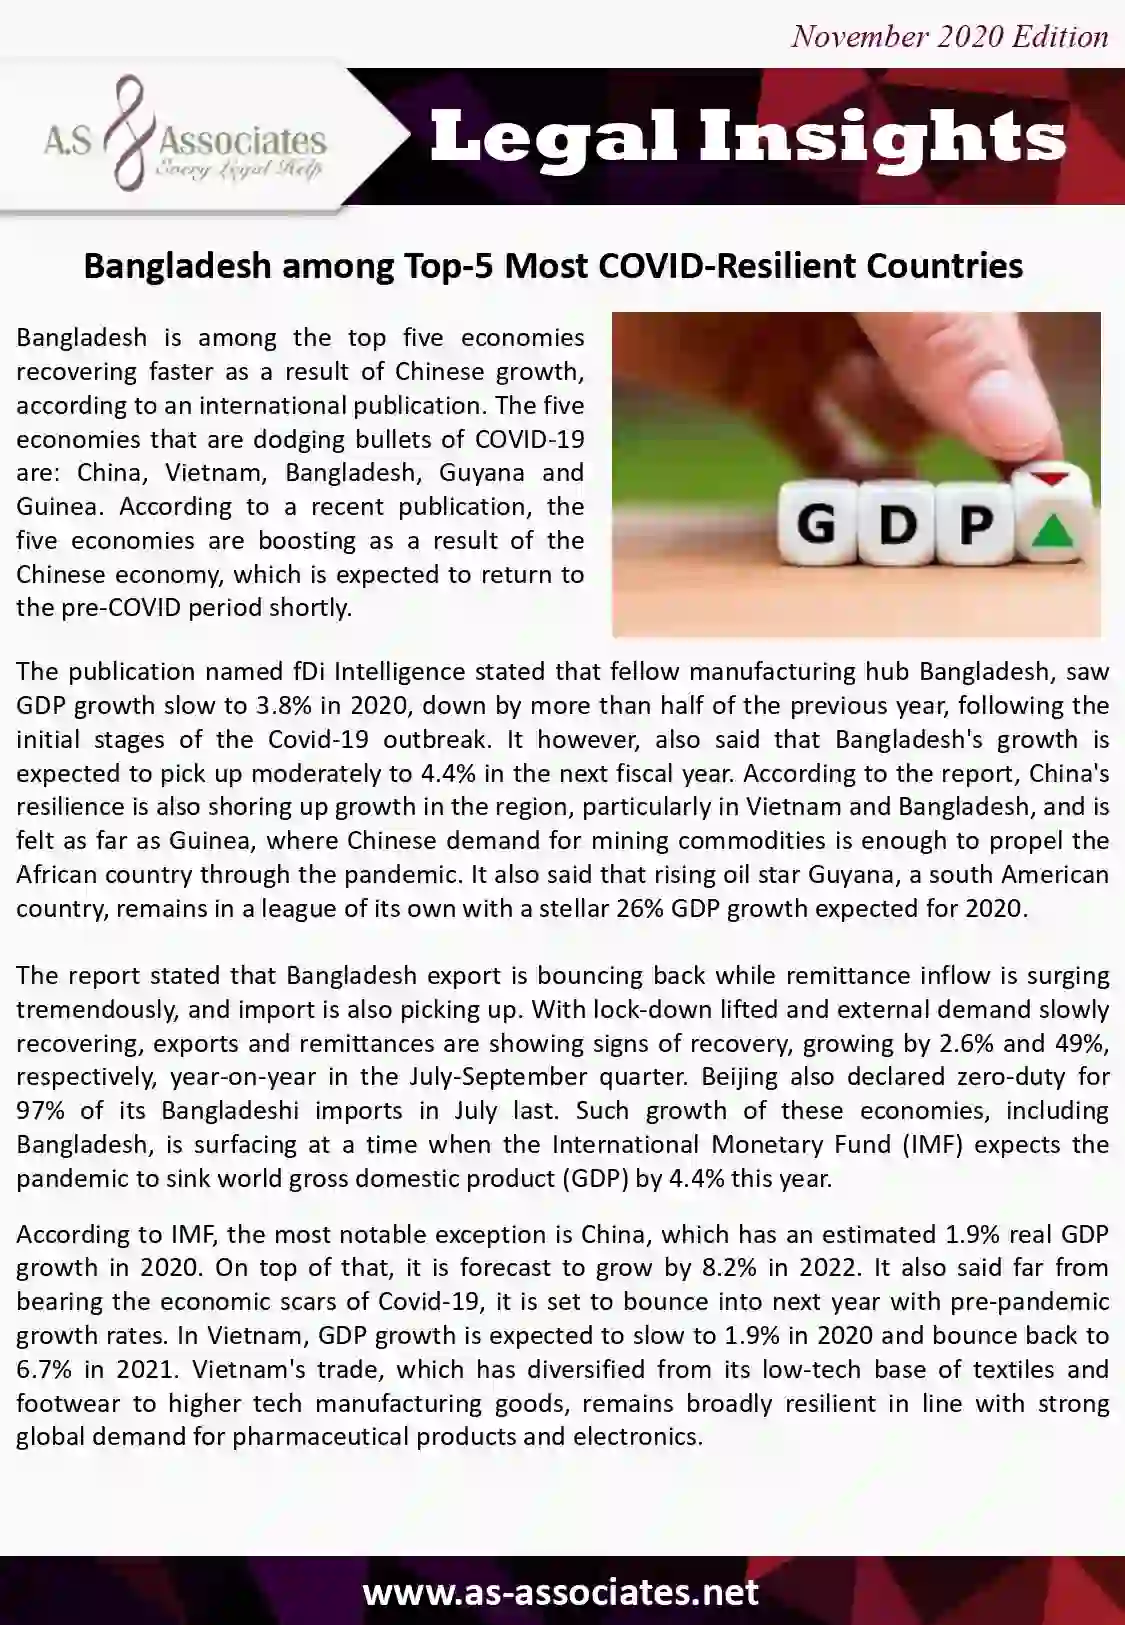 November 2020 Edition
A.S & Associates
Every Legal Help
Legal Insights
Bangladesh among Top-5 Most COVID-Resilient Countries
Bangladesh is among the top five economies
recovering faster as a result of Chinese growth,
according to an international publication. The five
economies that are dodging bullets of COVID-19
are: China, Vietnam, Bangladesh, Guyana and
Guinea. According to a recent publication, the
five economies are boosting as a result of the
Chinese economy, which is expected to return to
the pre-COVID period shortly.
G D P
The publication named fDi Intelligence stated that fellow manufacturing hub Bangladesh, saw
GDP growth slow to 3.8% in 2020, down by more than half of the previous year, following the
initial stages of the Covid-19 outbreak. It however, also said that Bangladesh's growth is
expected to pick up moderately to 4.4% in the next fiscal year. According to the report, China's
resilience is also shoring up growth in the region, particularly in Vietnam and Bangladesh, and is
felt as far as Guinea, where Chinese demand for mining commodities is enough to propel the
African country through the pandemic. It also said that rising oil star Guyana, a south American
country, remains in a league of its own with a stellar 26% GDP growth expected for 2020.
The report stated that Bangladesh export is bouncing back while remittance inflow is surging
tremendously, and import is also picking up. With lock-down lifted and external demand slowly
recovering, exports and remittances are showing signs of recovery, growing by 2.6% and 49%,
respectively, year-on-year in the July-September quarter. Beijing also declared zero-duty for
97% of its Bangladeshi imports in July last. Such growth of these economies, including
Bangladesh, is surfacing at a time when the International Monetary Fund (IMF) expects the
pandemic to sink world gross domestic product (GDP) by 4.4% this year.
According to IMF, the most notable exception is China, which has an estimated 1.9% real GDP
growth in 2020. On top of that, it is forecast to grow by 8.2% in 2022. It also said far from
bearing the economic scars of Covid-19, it is set to bounce into next year with pre-pandemic
growth rates. In Vietnam, GDP growth is expected to slow to 1.9% in 2020 and bounce back to
6.7% in 2021. Vietnam's trade, which has diversified from its low-tech base of textiles and
footwear to higher tech manufacturing goods, remains broadly resilient in line with strong
global demand for pharmaceutical products and electronics.
www.as-associates.net